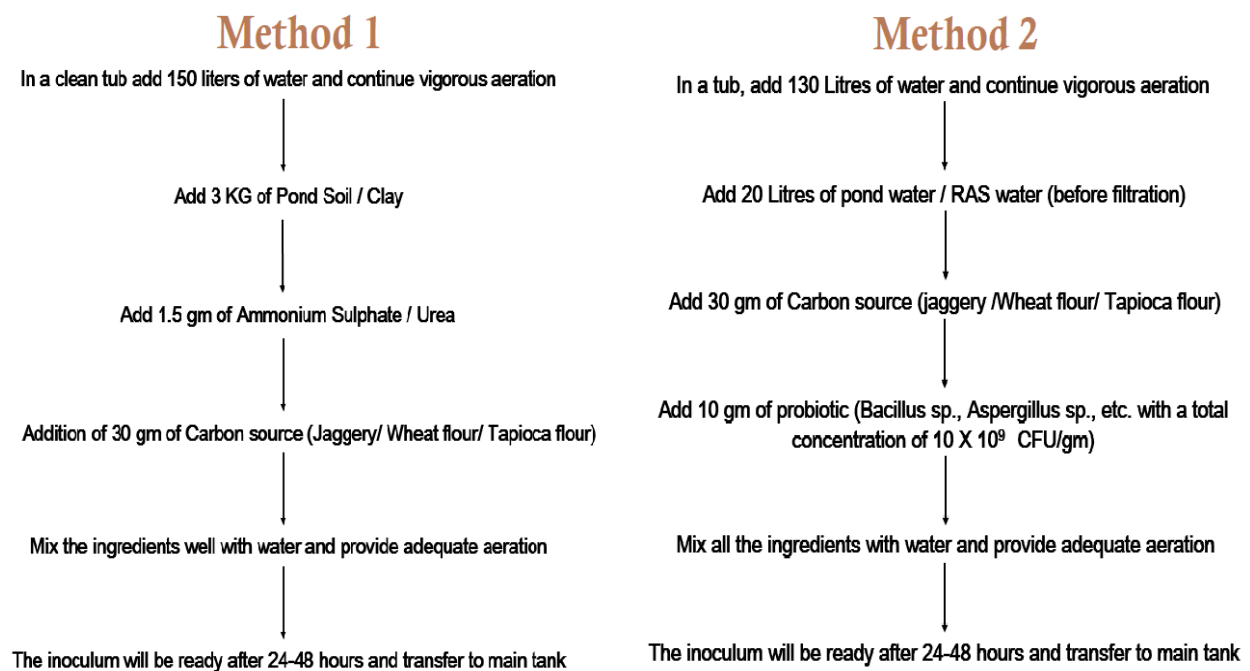 Method 1
In a clean tub add 150 liters of water and continue vigorous aeration
Add 3 KG of Pond Soil / Clay
Add 1.5 gm of Ammonium Sulphate / Urea
Addition of 30 gm of Carbon source (Jaggery/ Wheat flour/ Tapioca flour)
Mix the ingredients well with water and provide adequate aeration
The inoculum will be ready after 24-48 hours and transfer to main tank
Method 2
In a tub, add 130 Litres of water and continue vigorous aeration
Add 20 Litres of pond water / RAS water (before filtration)
Add 30 gm of Carbon source (jaggery /Wheat flour/ Tapioca flour)
Add 10 gm of probiotic (Bacillus sp., Aspergillus sp., etc. with a total
concentration of 10 X 10⁹ CFU/gm)
Mix all the ingredients with water and provide adequate aeration
The inoculum will be ready after 24-48 hours and transfer to main tank